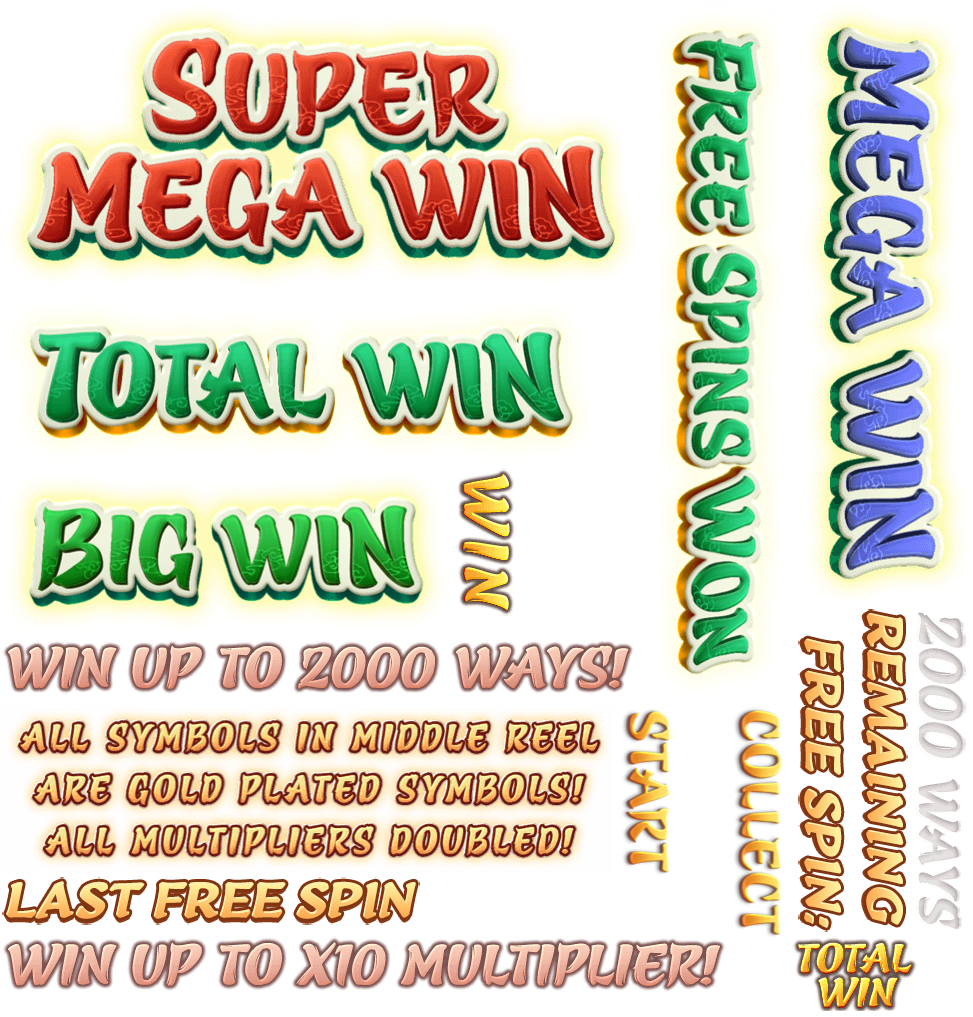 SUPER
MEGA WIN
TOTAL WIN
BIG WIN
WIN
FREE SPINS WON
MEGA WIN
WIN UP TO 2000 WAYS!
ALL SYMBOLS IN MIDDLE REEL
ARE GOLD PLATED SYMBOLS!
ALL MULTIPLIERS DOUBLED!
LAST FREE SPIN
WIN UP TO X10 MULTIPLIER!
START
COLLECT
2000 WAYS
REMAINING
FREE SPIN:
TOTAL
WIN